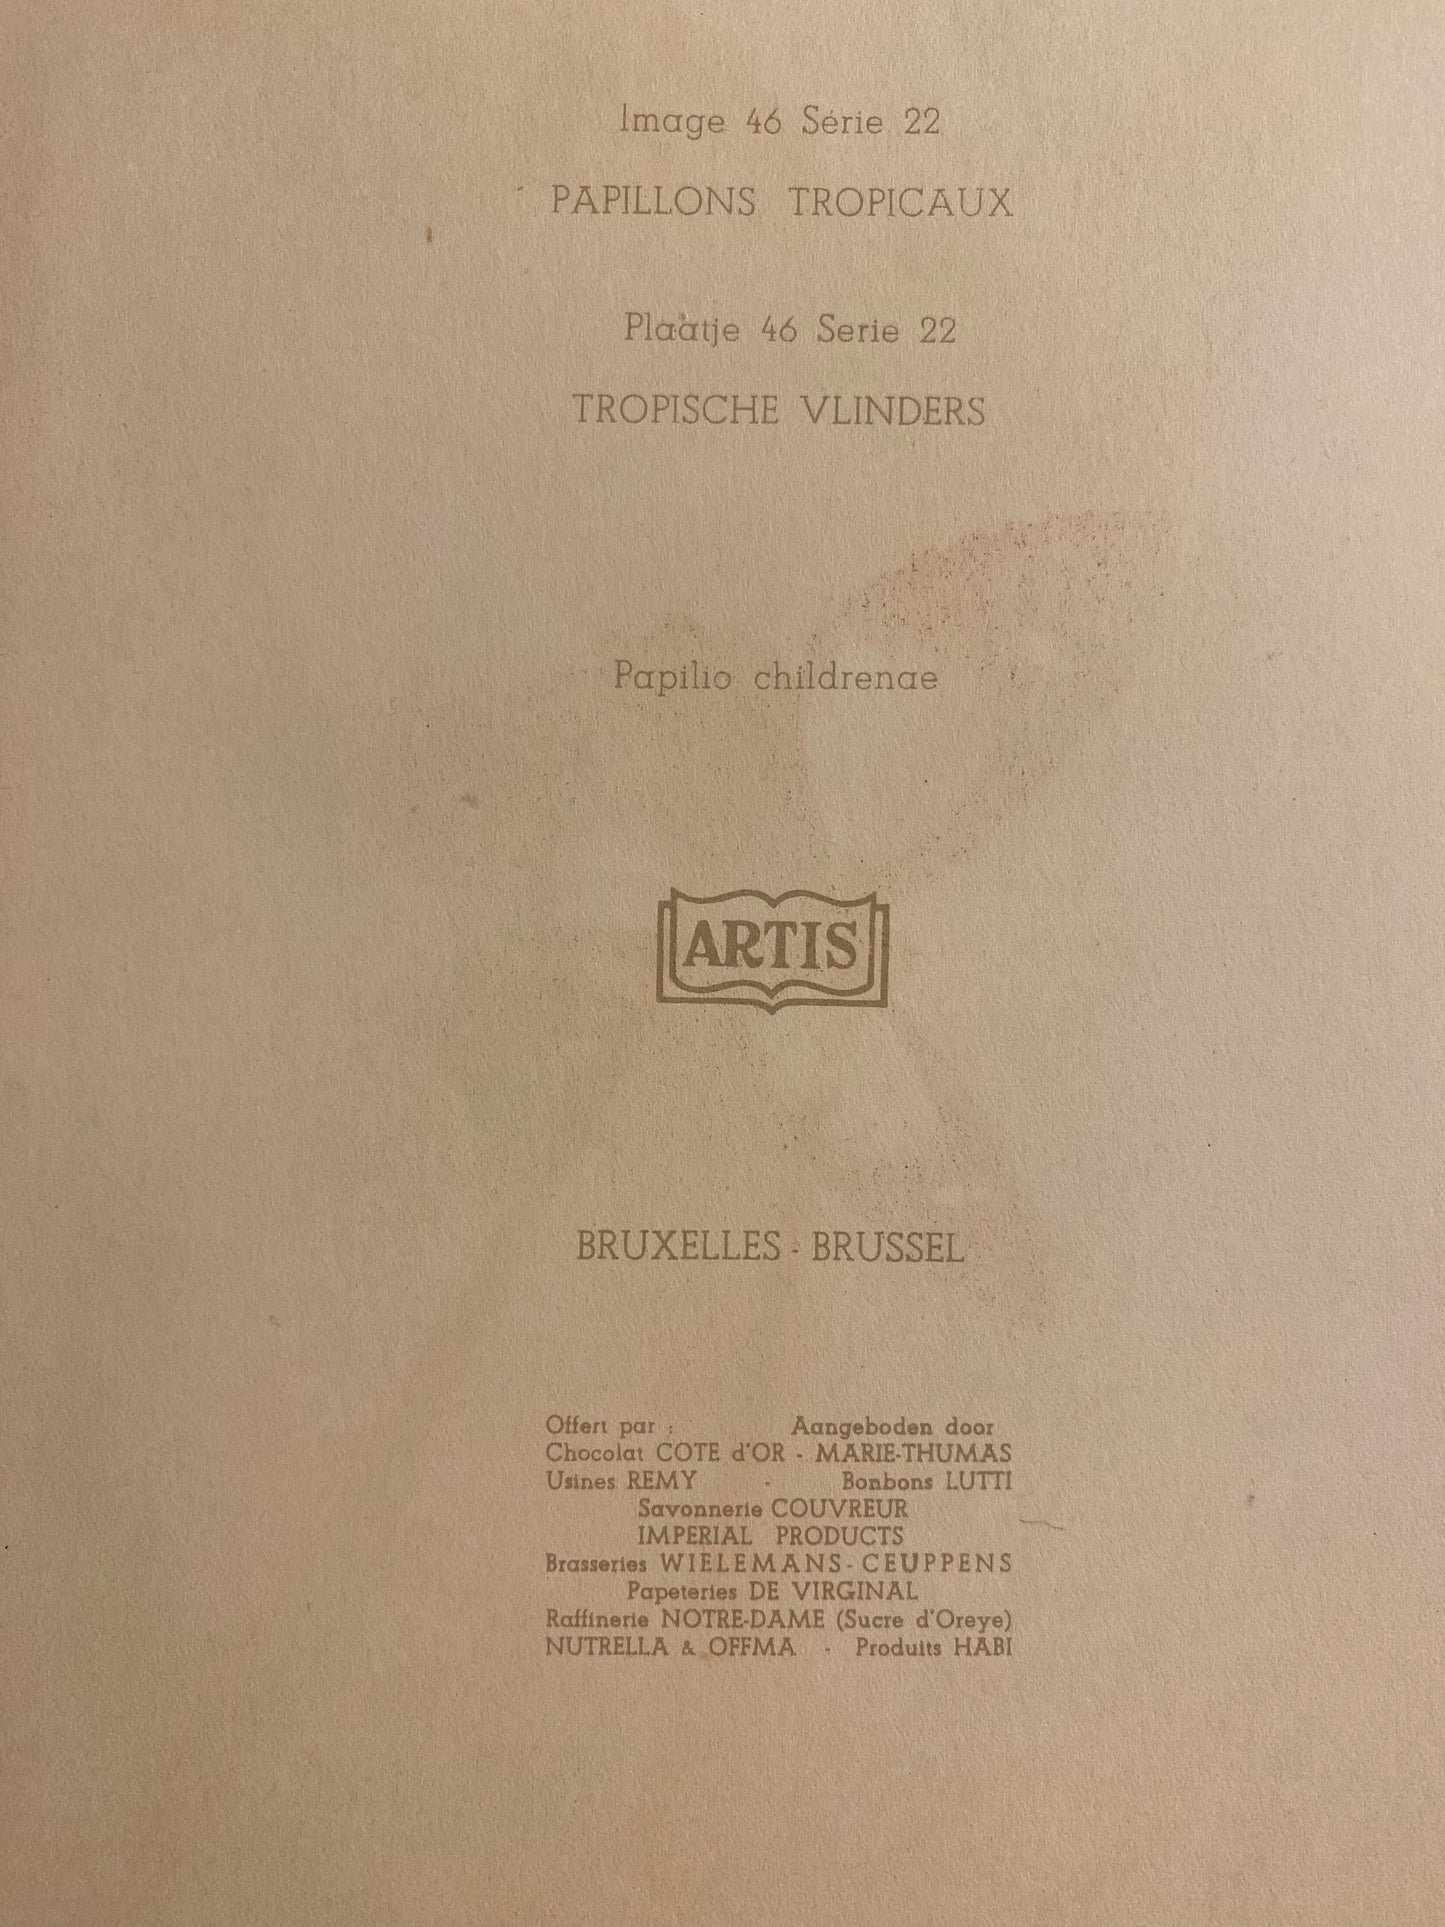 Image 46 Série 22
PAPILLONS TROPICAUX
Plaatje 46 Serie 22
TROPISCHE VLINDERS
Papilio childrenae
ARTIS
BRUXELLES - BRUSSEL
Offert par : Aangeboden door
Chocolat COTE d'OR - MARIE-THUMAS
Usines REMY - Bonbons LUTTI
Savonnerie COUVREUR
IMPERIAL PRODUCTS
Brasseries WIELEMANS-CEUPPENS
Papeteries DE VIRGINAL
Raffinerie NOTRE-DAME (Sucre d'Oreye)
NUTRELLA & OFFMA - Produits HABI